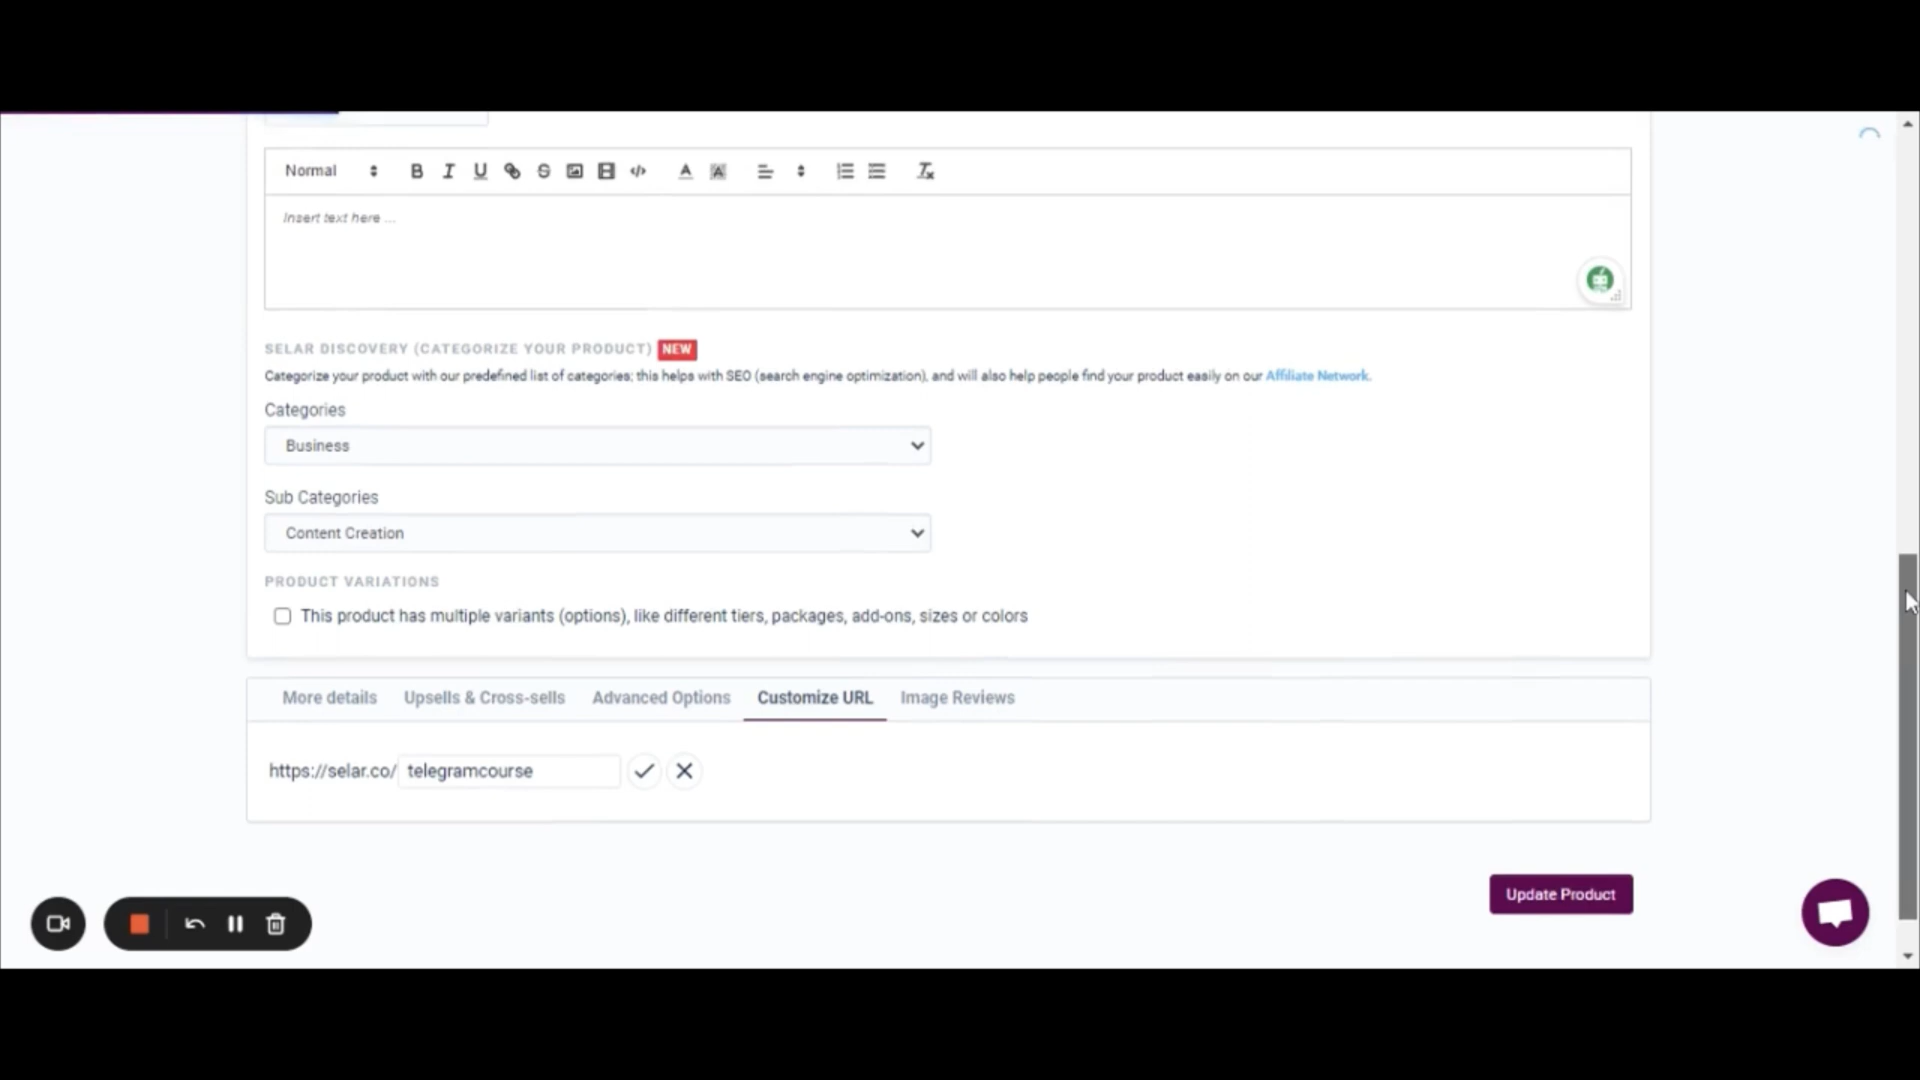 Normal
Insert text here ...
SELAR DISCOVERY (CATEGORIZE YOUR PRODUCT) NEW
Categorize your product with our predefined list of categories; this helps with SEO (search engine optimization), and will also help people find your product easily on our Affiliate Network.
Categories
Business
Sub Categories
Content Creation
PRODUCT VARIATIONS
This product has multiple variants (options), like different tiers, packages, add-ons, sizes or colors
More details Upsells & Cross-sells Advanced Options Customize URL Image Reviews
https://selar.co/ telegramcourse
Update Product